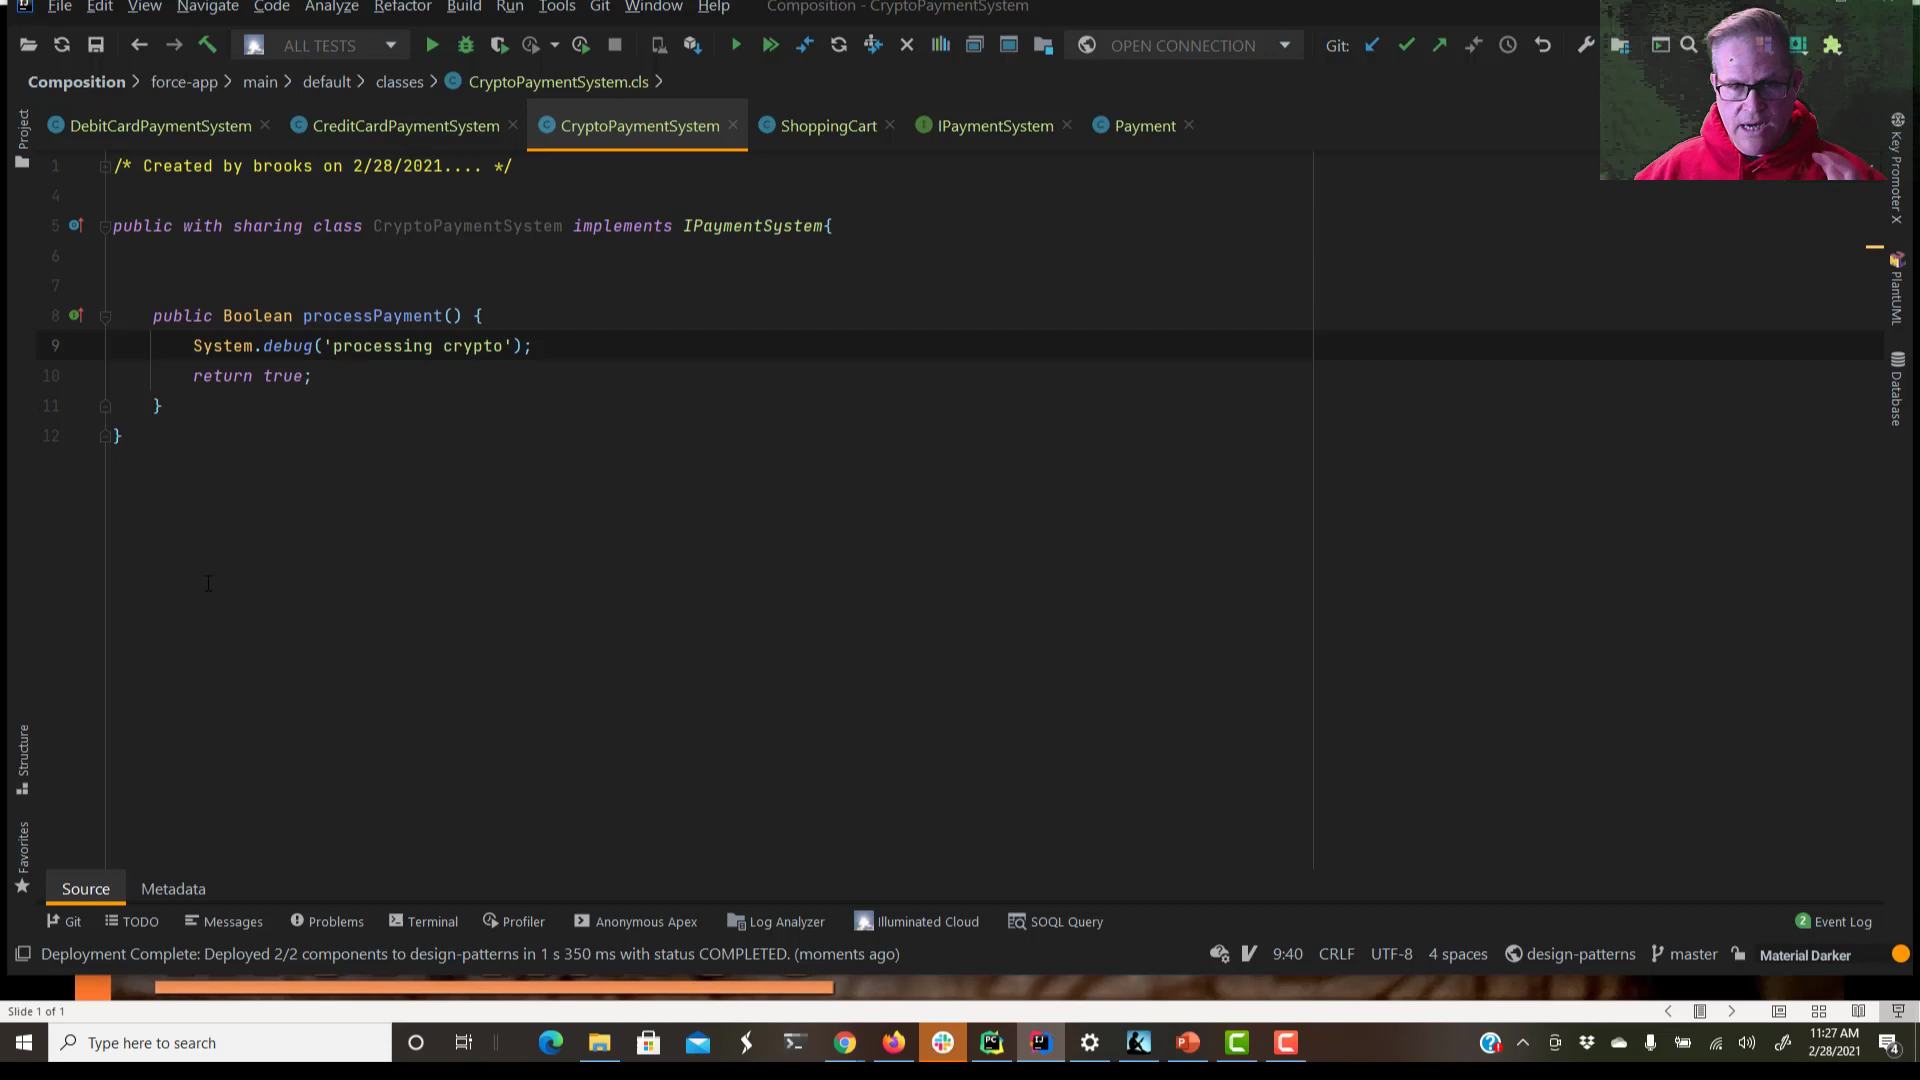 File Edit View Navigate Code Analyze Refactor Build Run Tools Git Window Help Composition - CryptoPaymentSystem
ALL TESTS OPEN CONNECTION Git:
Composition force-app main default classes CryptoPaymentSystem.cls
DebitCardPaymentSystem CreditCardPaymentSystem CryptoPaymentSystem ShoppingCart IPaymentSystem Payment
Project
Key Promoter X
PlantUML
Database
1 /* Created by brooks on 2/28/2021.... */
4
5 public with sharing class CryptoPaymentSystem implements IPaymentSystem{
6
7
8 public Boolean processPayment() {
9 System.debug('processing crypto');
10 return true;
11 }
12 }
Structure
Favorites
Source Metadata
Git TODO Messages Problems Terminal Profiler Anonymous Apex Log Analyzer Illuminated Cloud SOQL Query 2 Event Log
Deployment Complete: Deployed 2/2 components to design-patterns in 1 s 350 ms with status COMPLETED. (moments ago) 9:40 CRLF UTF-8 4 spaces design-patterns master Material Darker
Slide 1 of 1
Type here to search
11:27 AM
2/28/2021
4